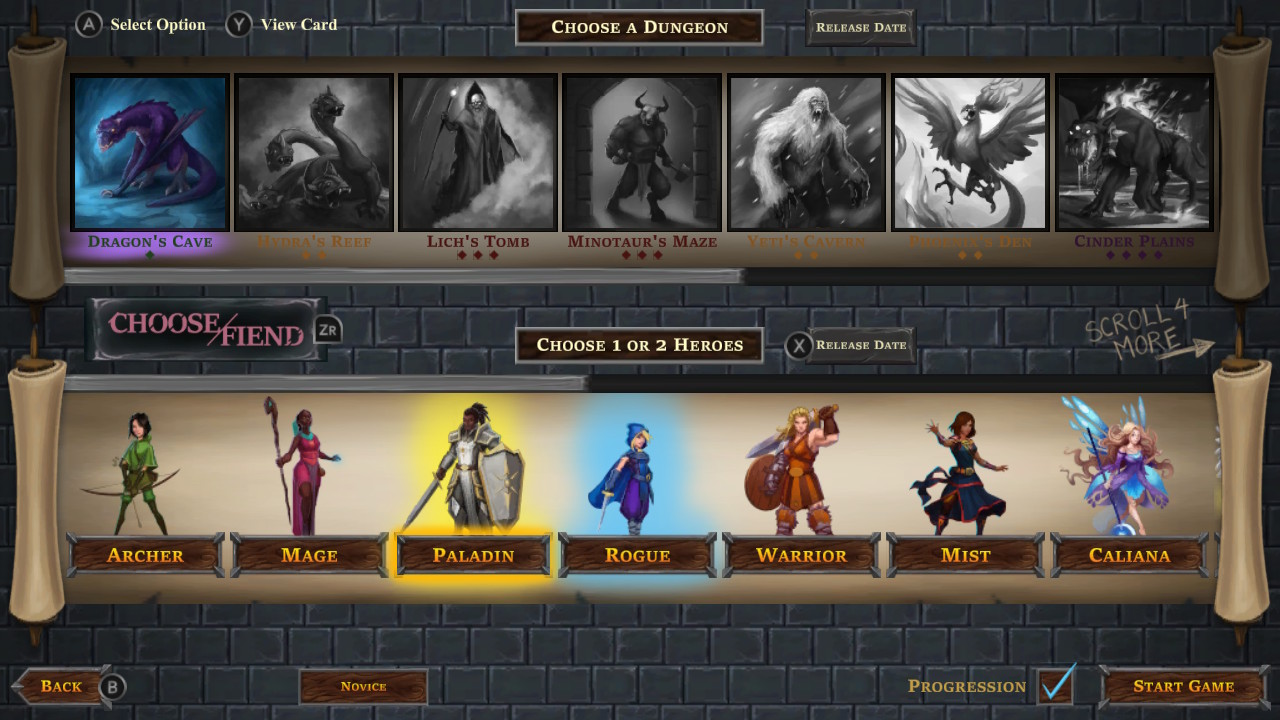 A Select Option Y View Card
CHOOSE A DUNGEON
RELEASE DATE
DRAGON'S CAVE
HYDRA'S REEF
LICH'S TOMB
MINOTAUR'S MAZE
YETI'S CAVERN
PHOENIX'S DEN
CINDER PLAINS
CHOOSE/FIEND ZR
CHOOSE 1 OR 2 HEROES
X RELEASE DATE
SCROLL 4
MORE
ARCHER
MAGE
PALADIN
ROGUE
WARRIOR
MIST
CALIANA
BACK B
NOVICE
PROGRESSION
START GAME